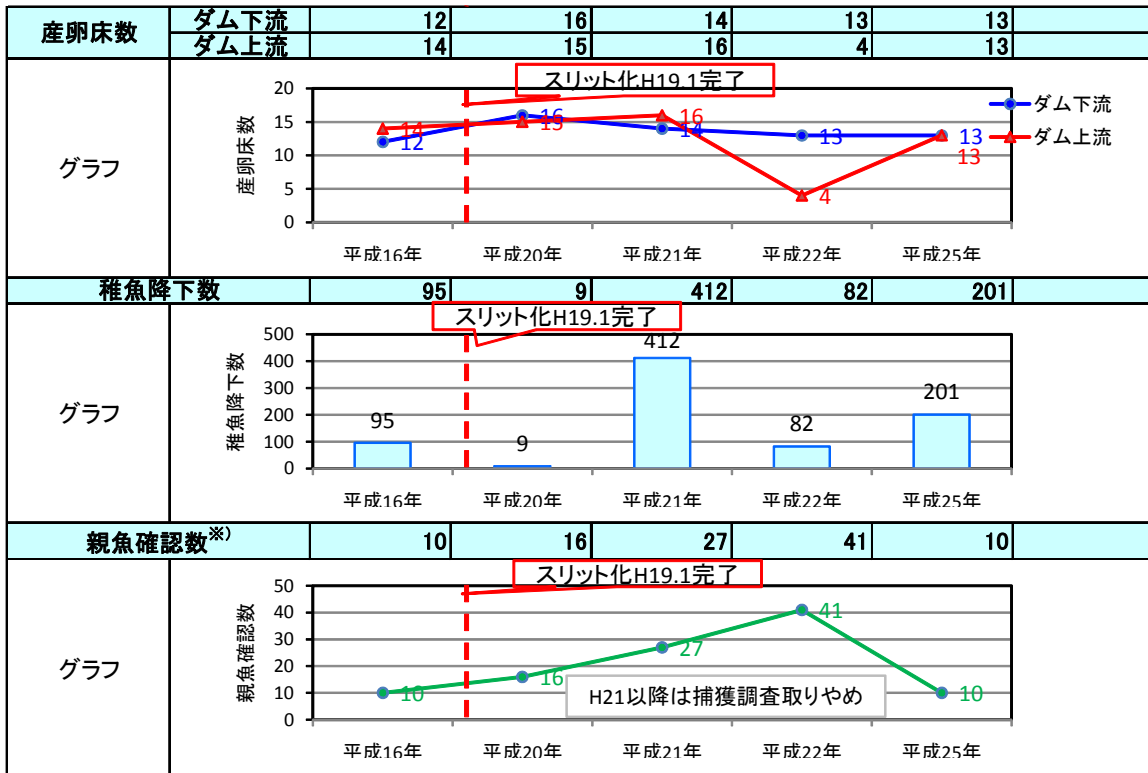 産卵床数 ダム下流 12 16 14 13 13
ダム上流 14 15 16 4 13
グラフ
スリット化H19.1完了
産卵床数
20
15
10
5
0
14 15 16 4 13
12 16 14 13 13
ダム下流
ダム上流
平成16年 平成20年 平成21年 平成22年 平成25年
稚魚降下数 95 9 412 82 201
グラフ
スリット化H19.1完了
稚魚降下数
500
400
300
200
100
0
95 9 412 82 201
平成16年 平成20年 平成21年 平成22年 平成25年
親魚確認数※) 10 16 27 41 10
グラフ
スリット化H19.1完了
親魚確認数
50
40
30
20
10
0
10 16 27 41 10
H21以降は捕獲調査取りやめ
平成16年 平成20年 平成21年 平成22年 平成25年